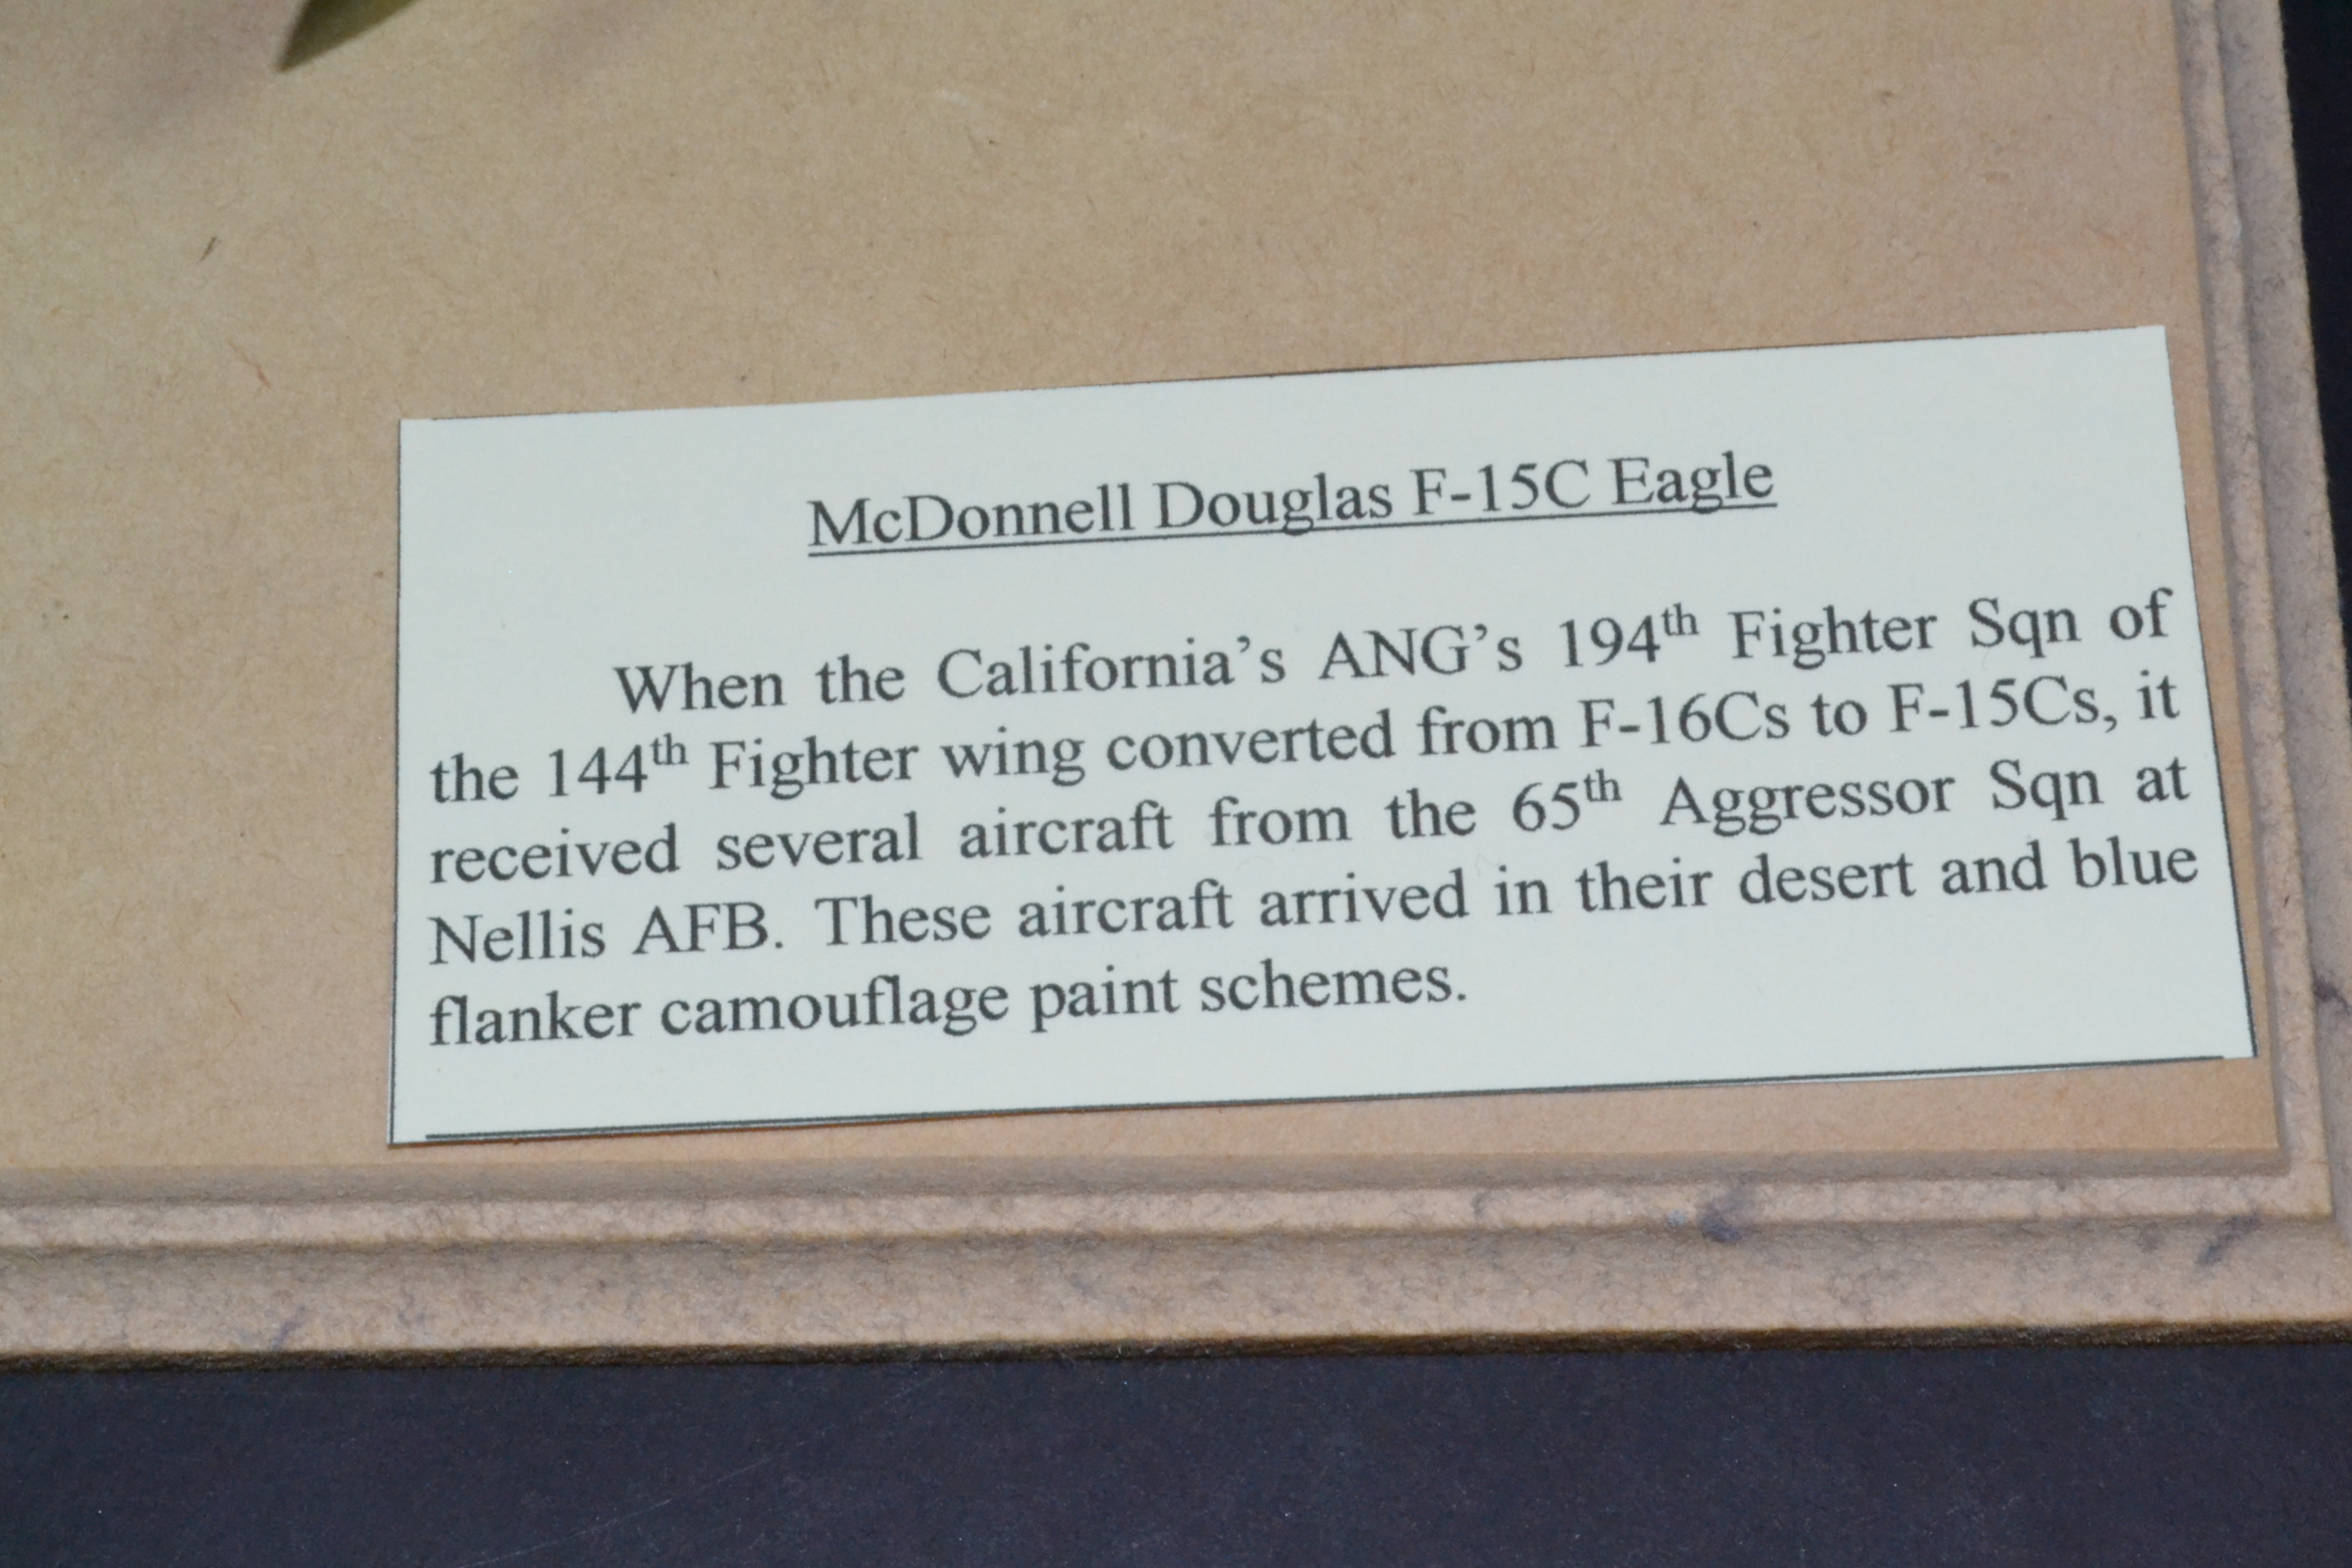 McDonnell Douglas F-15C Eagle
When the California’s ANG’s 194th Fighter Sqn of
the 144th Fighter wing converted from F-16Cs to F-15Cs, it
received several aircraft from the 65th Aggressor Sqn at
Nellis AFB. These aircraft arrived in their desert and blue
flanker camouflage paint schemes.